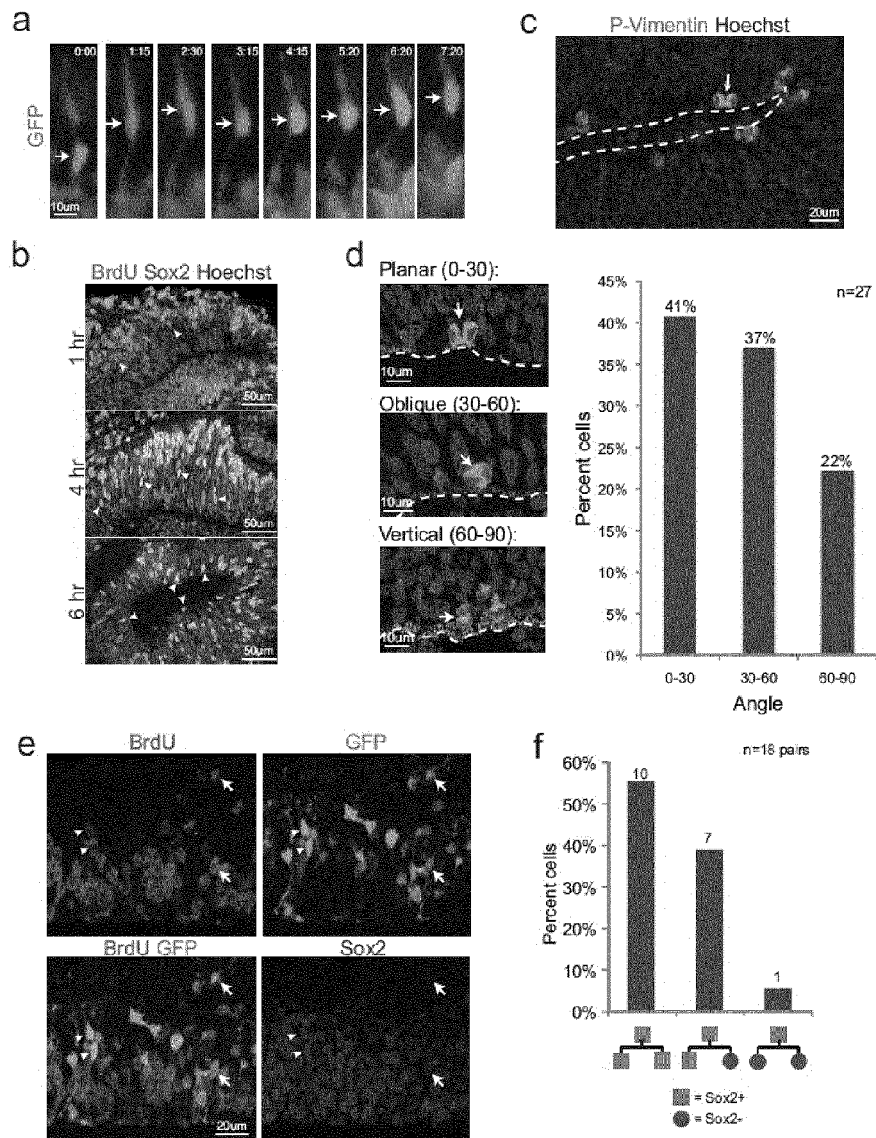 a
GFP
0:00
1:15
2:30
3:15
4:15
5:20
6:20
7:20
10um
b
BrdU Sox2 Hoechst
1 hr
50um
4 hr
50um
6 hr
50um
c
P-Vimentin Hoechst
20um
d
Planar (0-30):
10um
Oblique (30-60):
10um
Vertical (60-90):
10um
n=27
Percent cells
45%
40%
35%
30%
25%
20%
15%
10%
5%
0%
41%
37%
22%
0-30
30-60
60-90
Angle
e
BrdU
GFP
BrdU GFP
Sox2
20um
f
n=18 pairs
Percent cells
60%
50%
40%
30%
20%
10%
0%
10
7
1
= Sox2+
= Sox2-